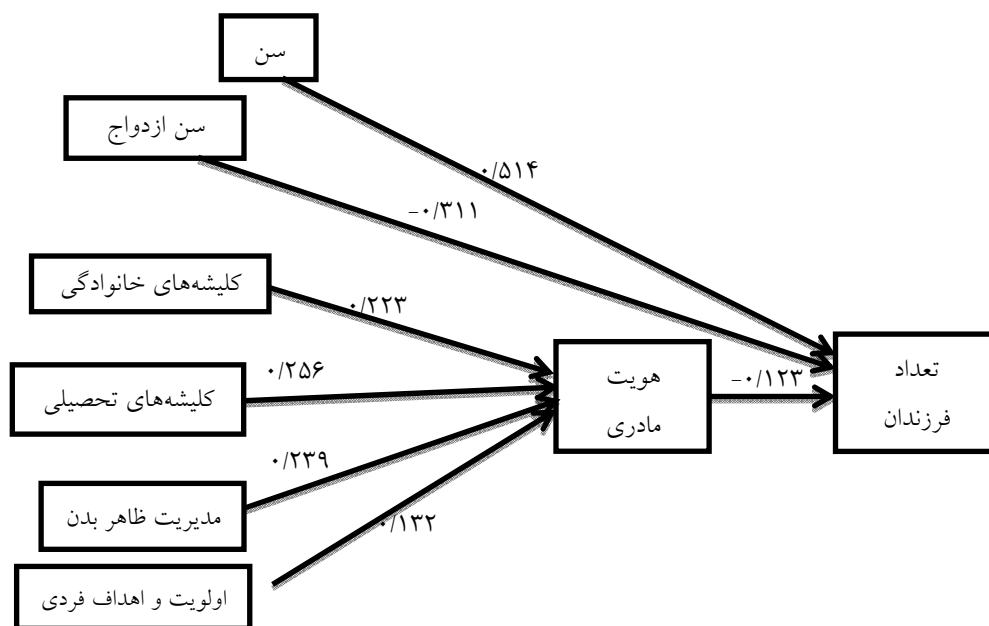 سن
سن ازدواج
۰/۵۱۴
-۰/۳۱۱
کلیشه‌های خانوادگی
۰/۲۲۳
کلیشه‌های تحصیلی
۰/۲۵۶
هویت
مادری
-۰/۱۲۳
تعداد
فرزندان
مدیریت ظاهر بدن
۰/۲۳۹
اولویت و اهداف فردی
۰/۱۳۲